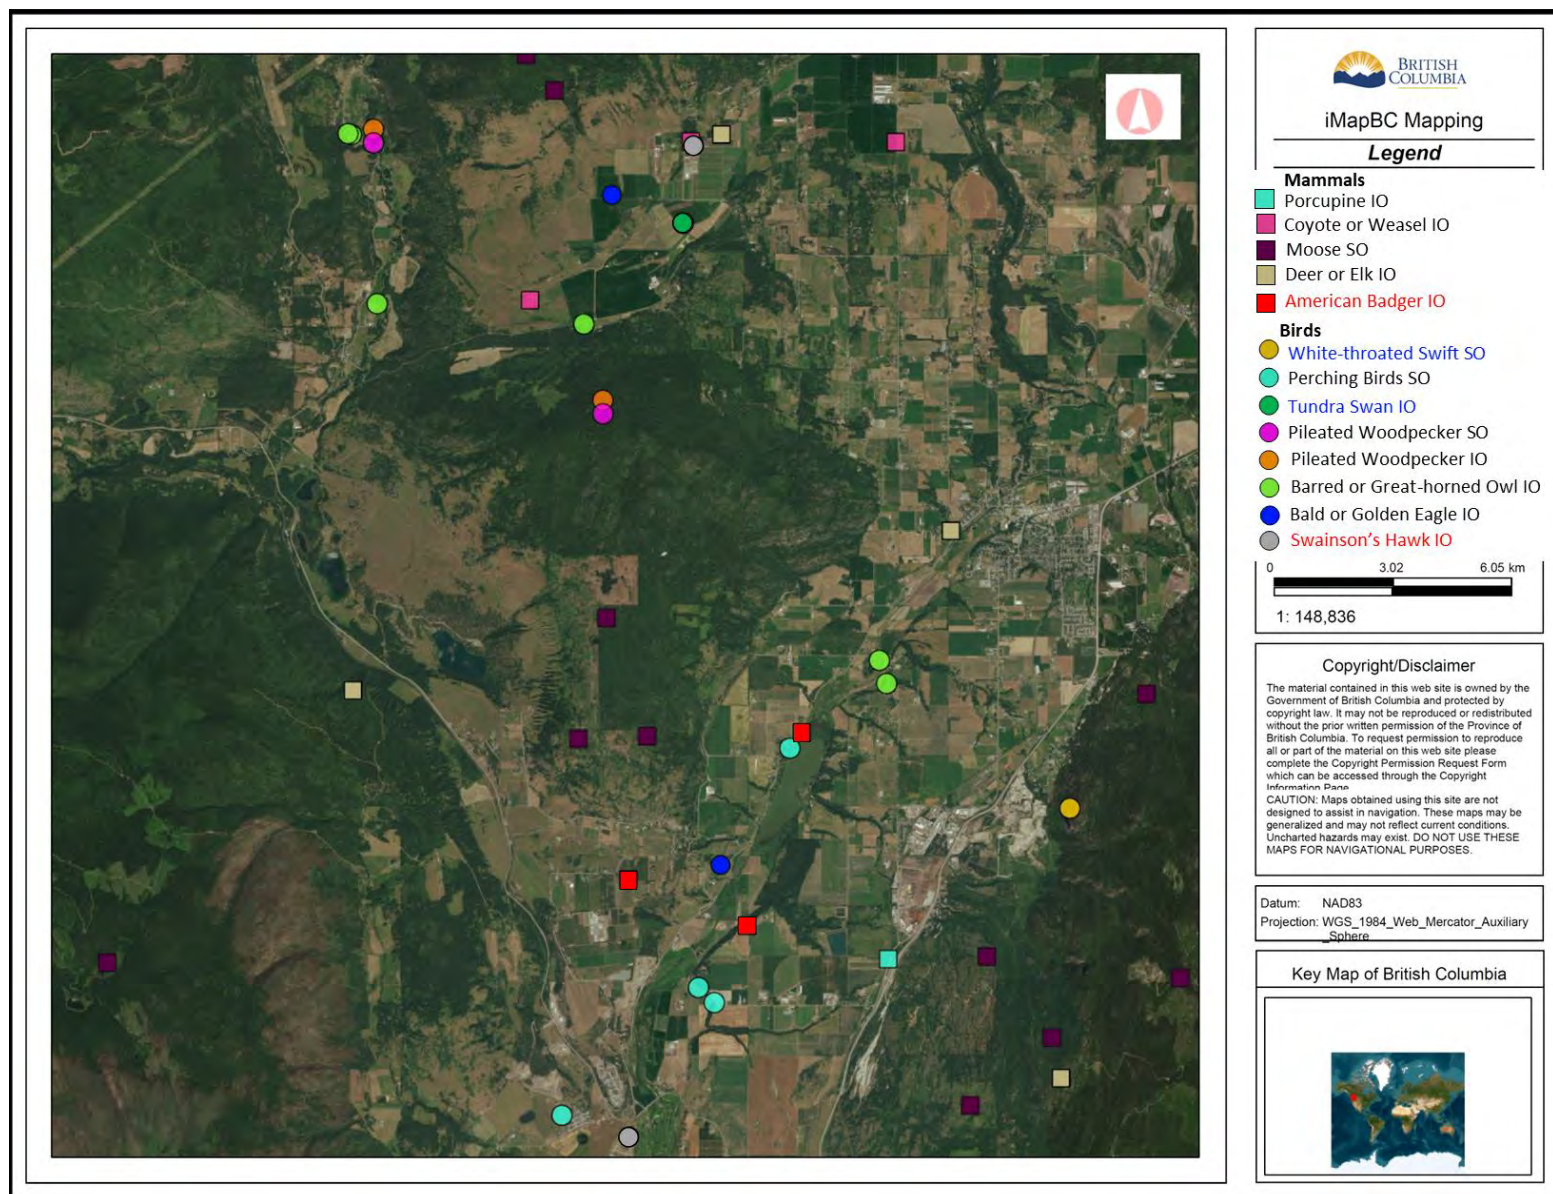 BRITISH
COLUMBIA
iMapBC Mapping
Legend
Mammals
Porcupine IO
Coyote or Weasel IO
Moose SO
Deer or Elk IO
American Badger IO
Birds
White-throated Swift SO
Perching Birds SO
Tundra Swan IO
Pileated Woodpecker SO
Pileated Woodpecker IO
Barred or Great-horned Owl IO
Bald or Golden Eagle IO
Swainson's Hawk IO
0 3.02 6.05 km
1: 148,836
Copyright/Disclaimer
The material contained in this web site is owned by the
Government of British Columbia and protected by
copyright law. It may not be reproduced or redistributed
without the prior written permission of the Province of
British Columbia. To request permission to reproduce
all or part of the material on this web site please
complete the Copyright Permission Request Form
which can be accessed through the Copyright
Information Page
CAUTION: Maps obtained using this site are not
designed to assist in navigation. These maps may be
generalized and may not reflect current conditions.
Uncharted hazards may exist. DO NOT USE THESE
MAPS FOR NAVIGATIONAL PURPOSES.
Datum: NAD83
Projection: WGS_1984_Web_Mercator_Auxiliary
_Sphere
Key Map of British Columbia